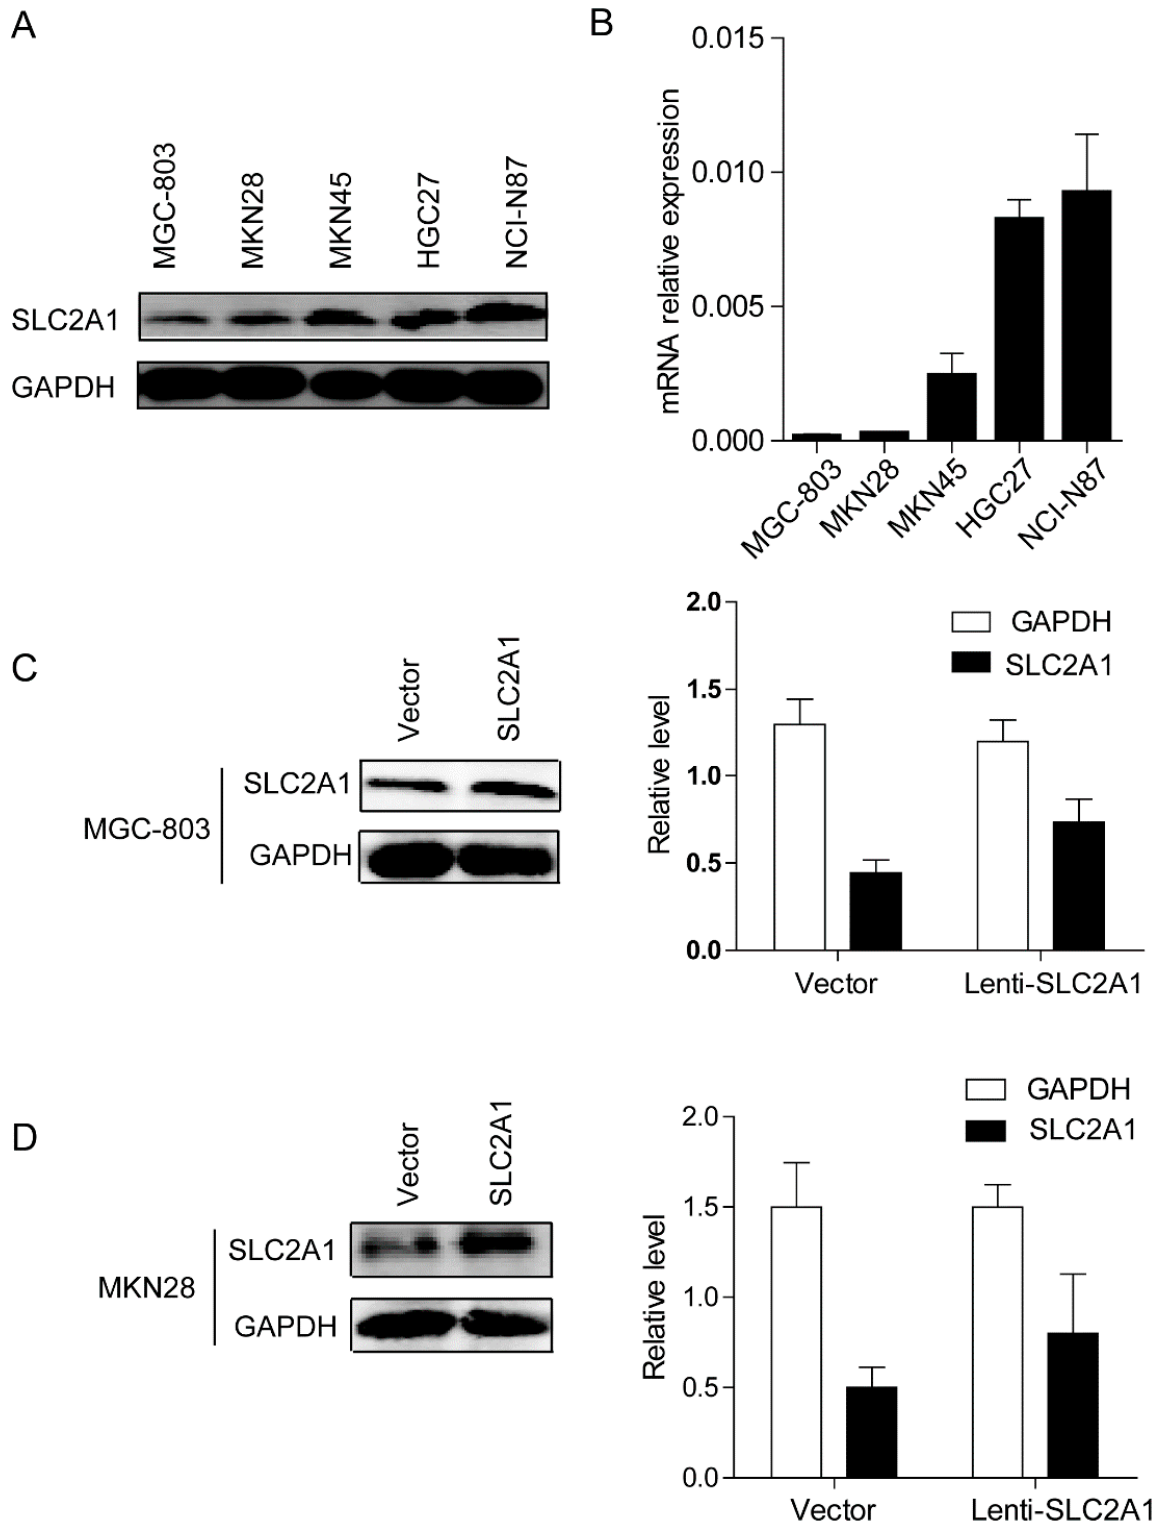 A
MGC-803
MKN28
MKN45
HGC27
NCI-N87
SLC2A1
GAPDH
B
mRNA relative expression
0.015
0.010
0.005
0.000
MGC-803
MKN28
MKN45
HGC27
NCI-N87
C
Vector
SLC2A1
MGC-803
SLC2A1
GAPDH
Relative level
2.0
1.5
1.0
0.5
0.0
GAPDH
SLC2A1
Vector
Lenti-SLC2A1
D
Vector
SLC2A1
MKN28
SLC2A1
GAPDH
Relative level
2.0
1.5
1.0
0.5
0.0
GAPDH
SLC2A1
Vector
Lenti-SLC2A1